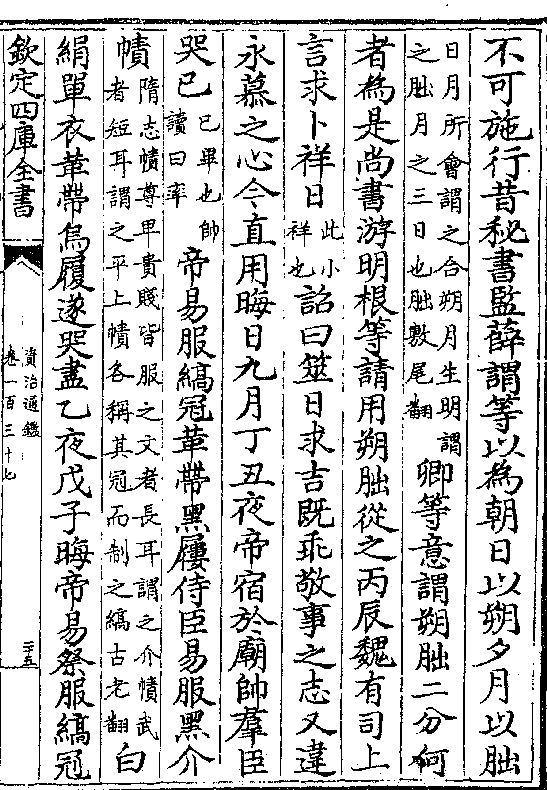 不可施行昔秘書監薛謂等以為朝日以朔夕月以朏
日月所會謂之合朔月生明謂
之朏月之三日也朏敷尾翻
卿等意謂朔朏二分何
者為是尚書游明根等請用朔朏從之丙辰魏有司上
言求卜祥日
此小
祥也
詔曰筮日求吉既乖敬事之志又違
永慕之心今直用晦日九月丁丑夜帝宿於廟帥羣臣
哭已
已畢也帥
讀曰率
帝易服縞冠革帶黑屨侍臣易服黑介
幘
隋志幘尊卑貴賤皆服之文者長耳謂之介幘武
者短耳謂之平上幘各稱其冠而制之縞古老翻
白
絹單衣革帶烏履遂哭盡乙夜戊子晦帝易祭服縞冠
欽定四庫全書
資治通鑑
卷一百三十七
三五